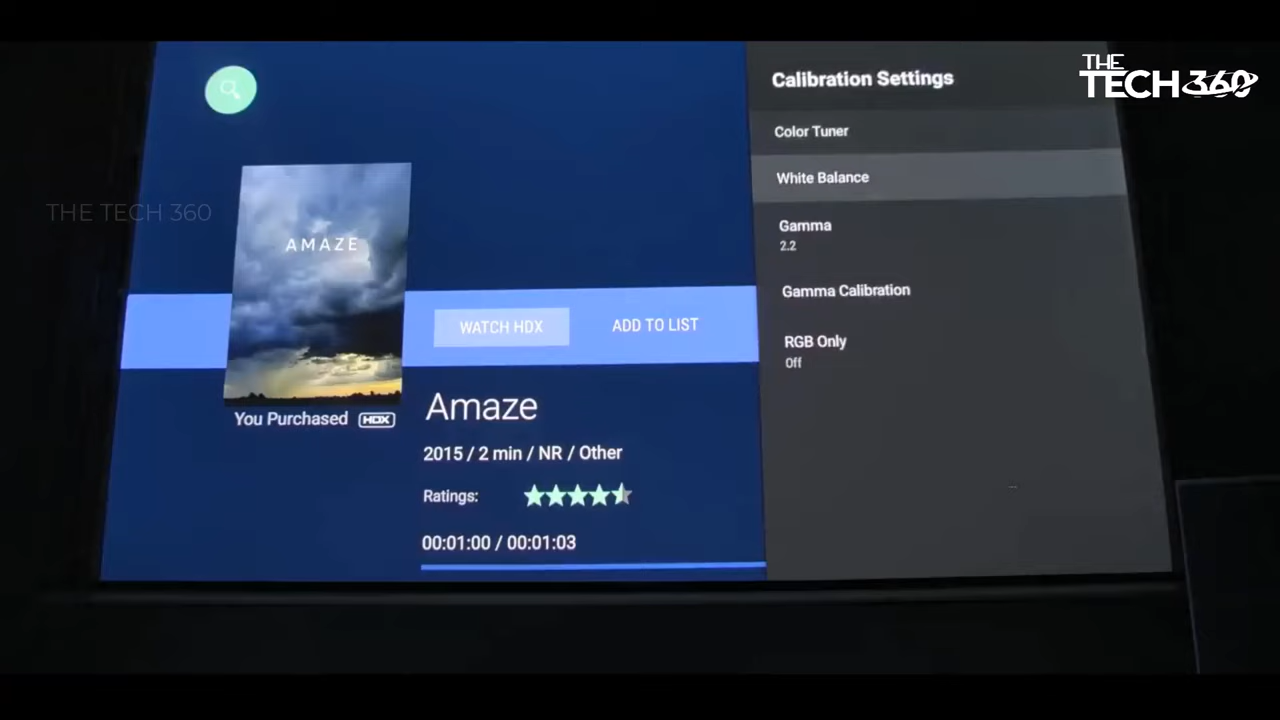 THE
TECH 360
Calibration Settings
Color Tuner
White Balance
THE TECH 360
Gamma
2.2
AMAZE
Gamma Calibration
WATCH HDX
ADD TO LIST
RGB Only
Off
Amaze
You Purchased HDX
2015 / 2 min / NR / Other
Ratings:
00:01:00 / 00:01:03